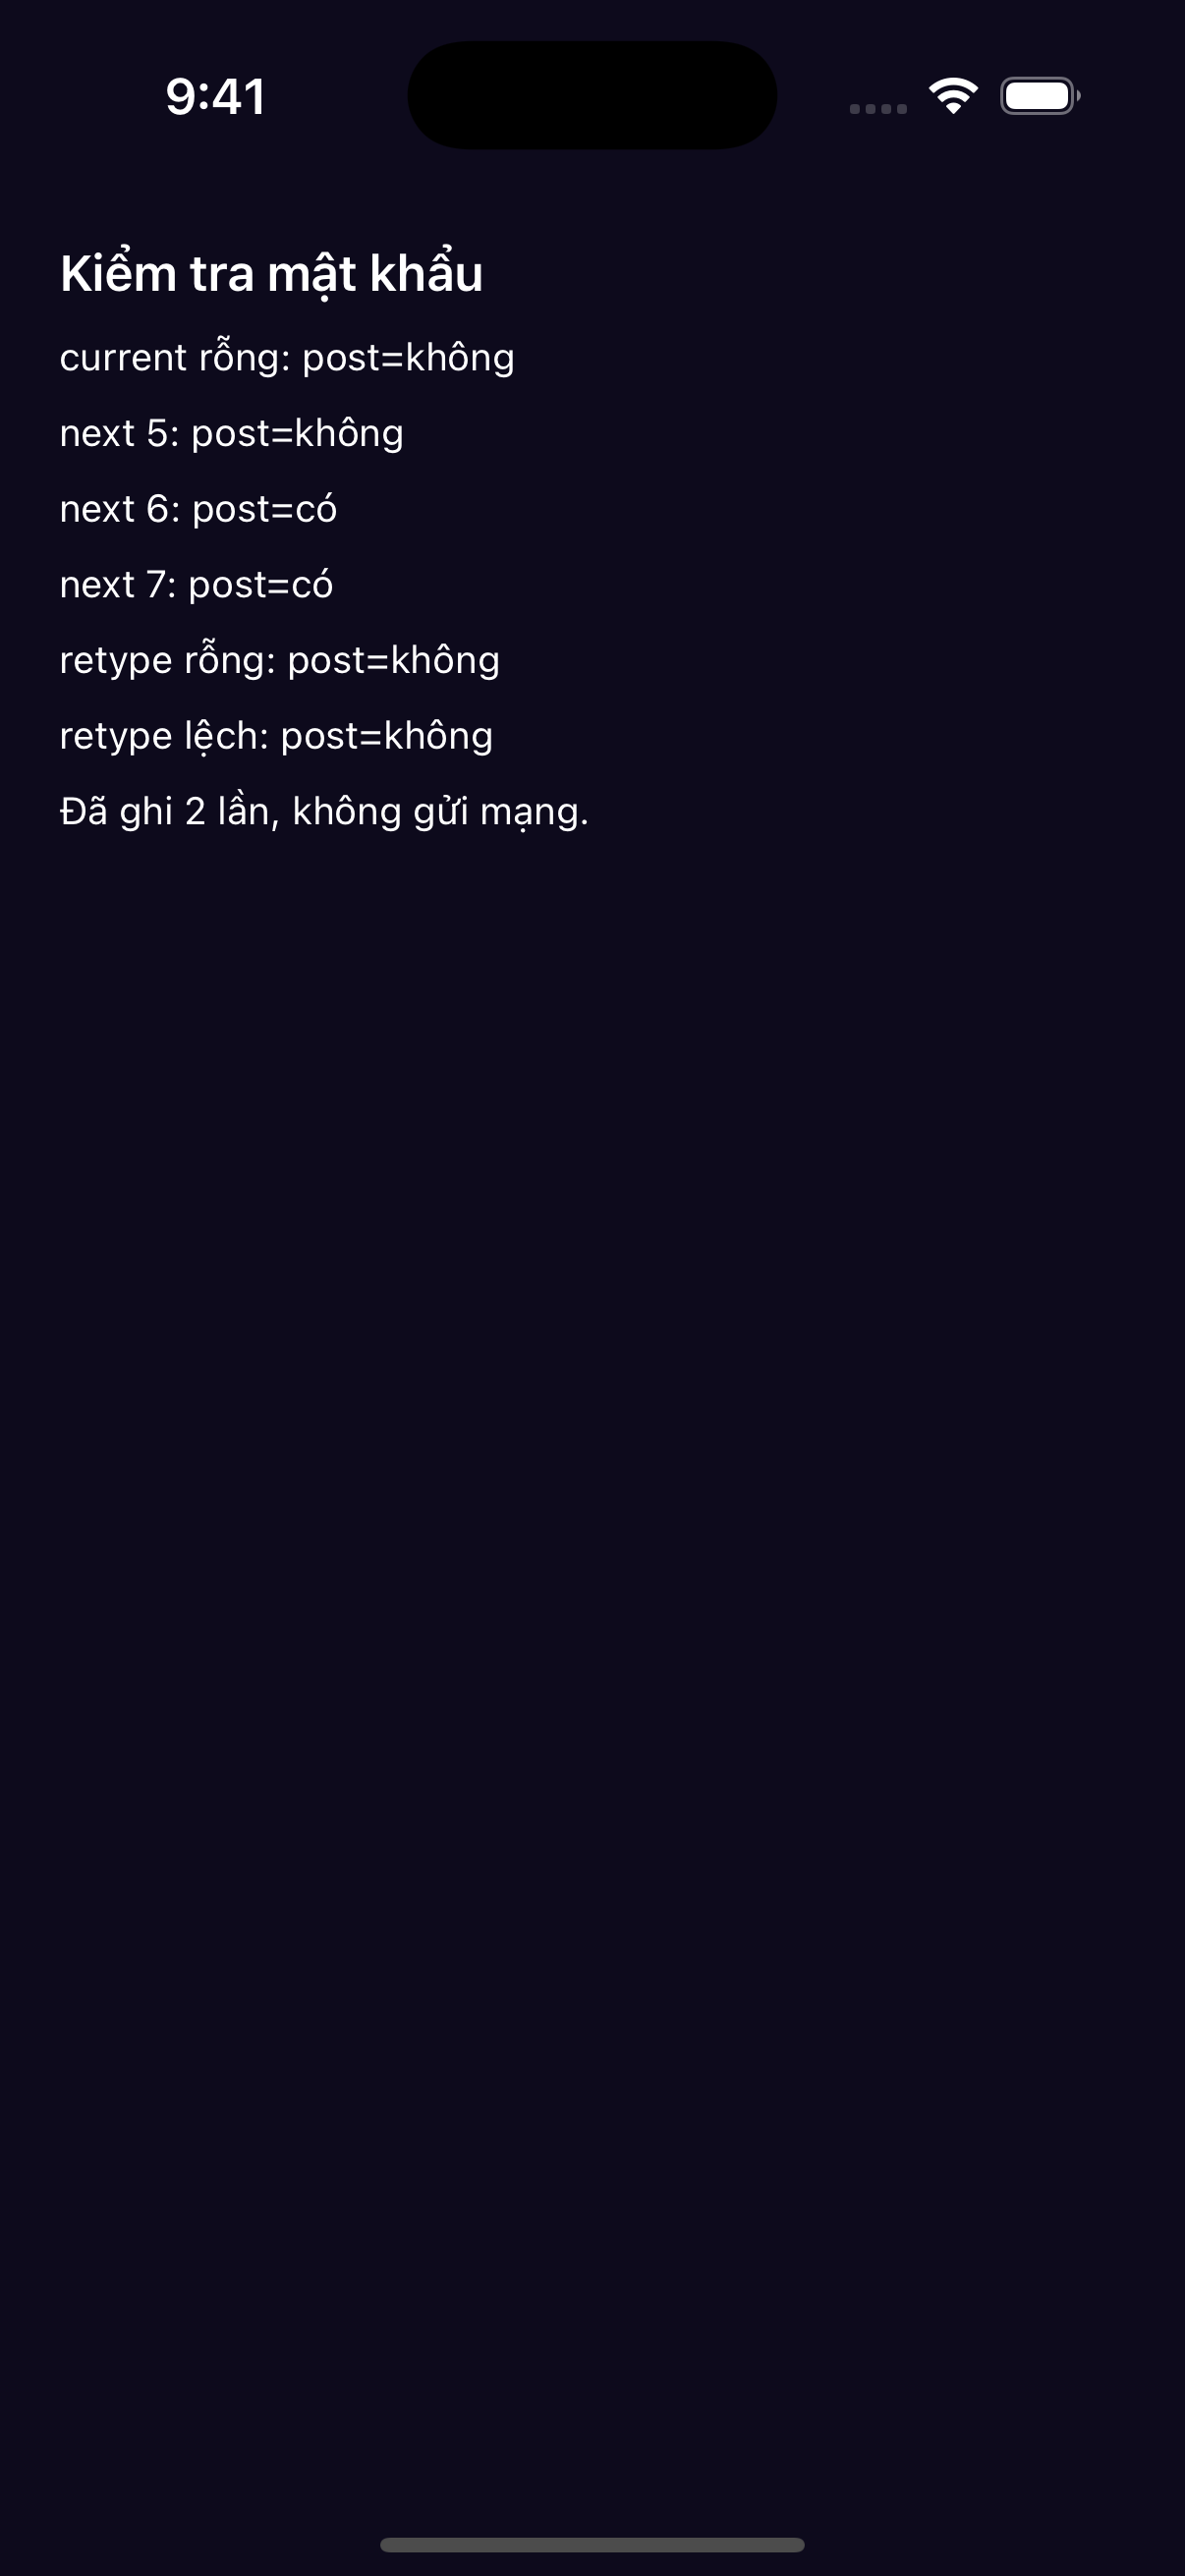 9:41
Kiểm tra mật khẩu
current rỗng: post=không
next 5: post=không
next 6: post=có
next 7: post=có
retype rỗng: post=không
retype lệch: post=không
Đã ghi 2 lần, không gửi mạng.